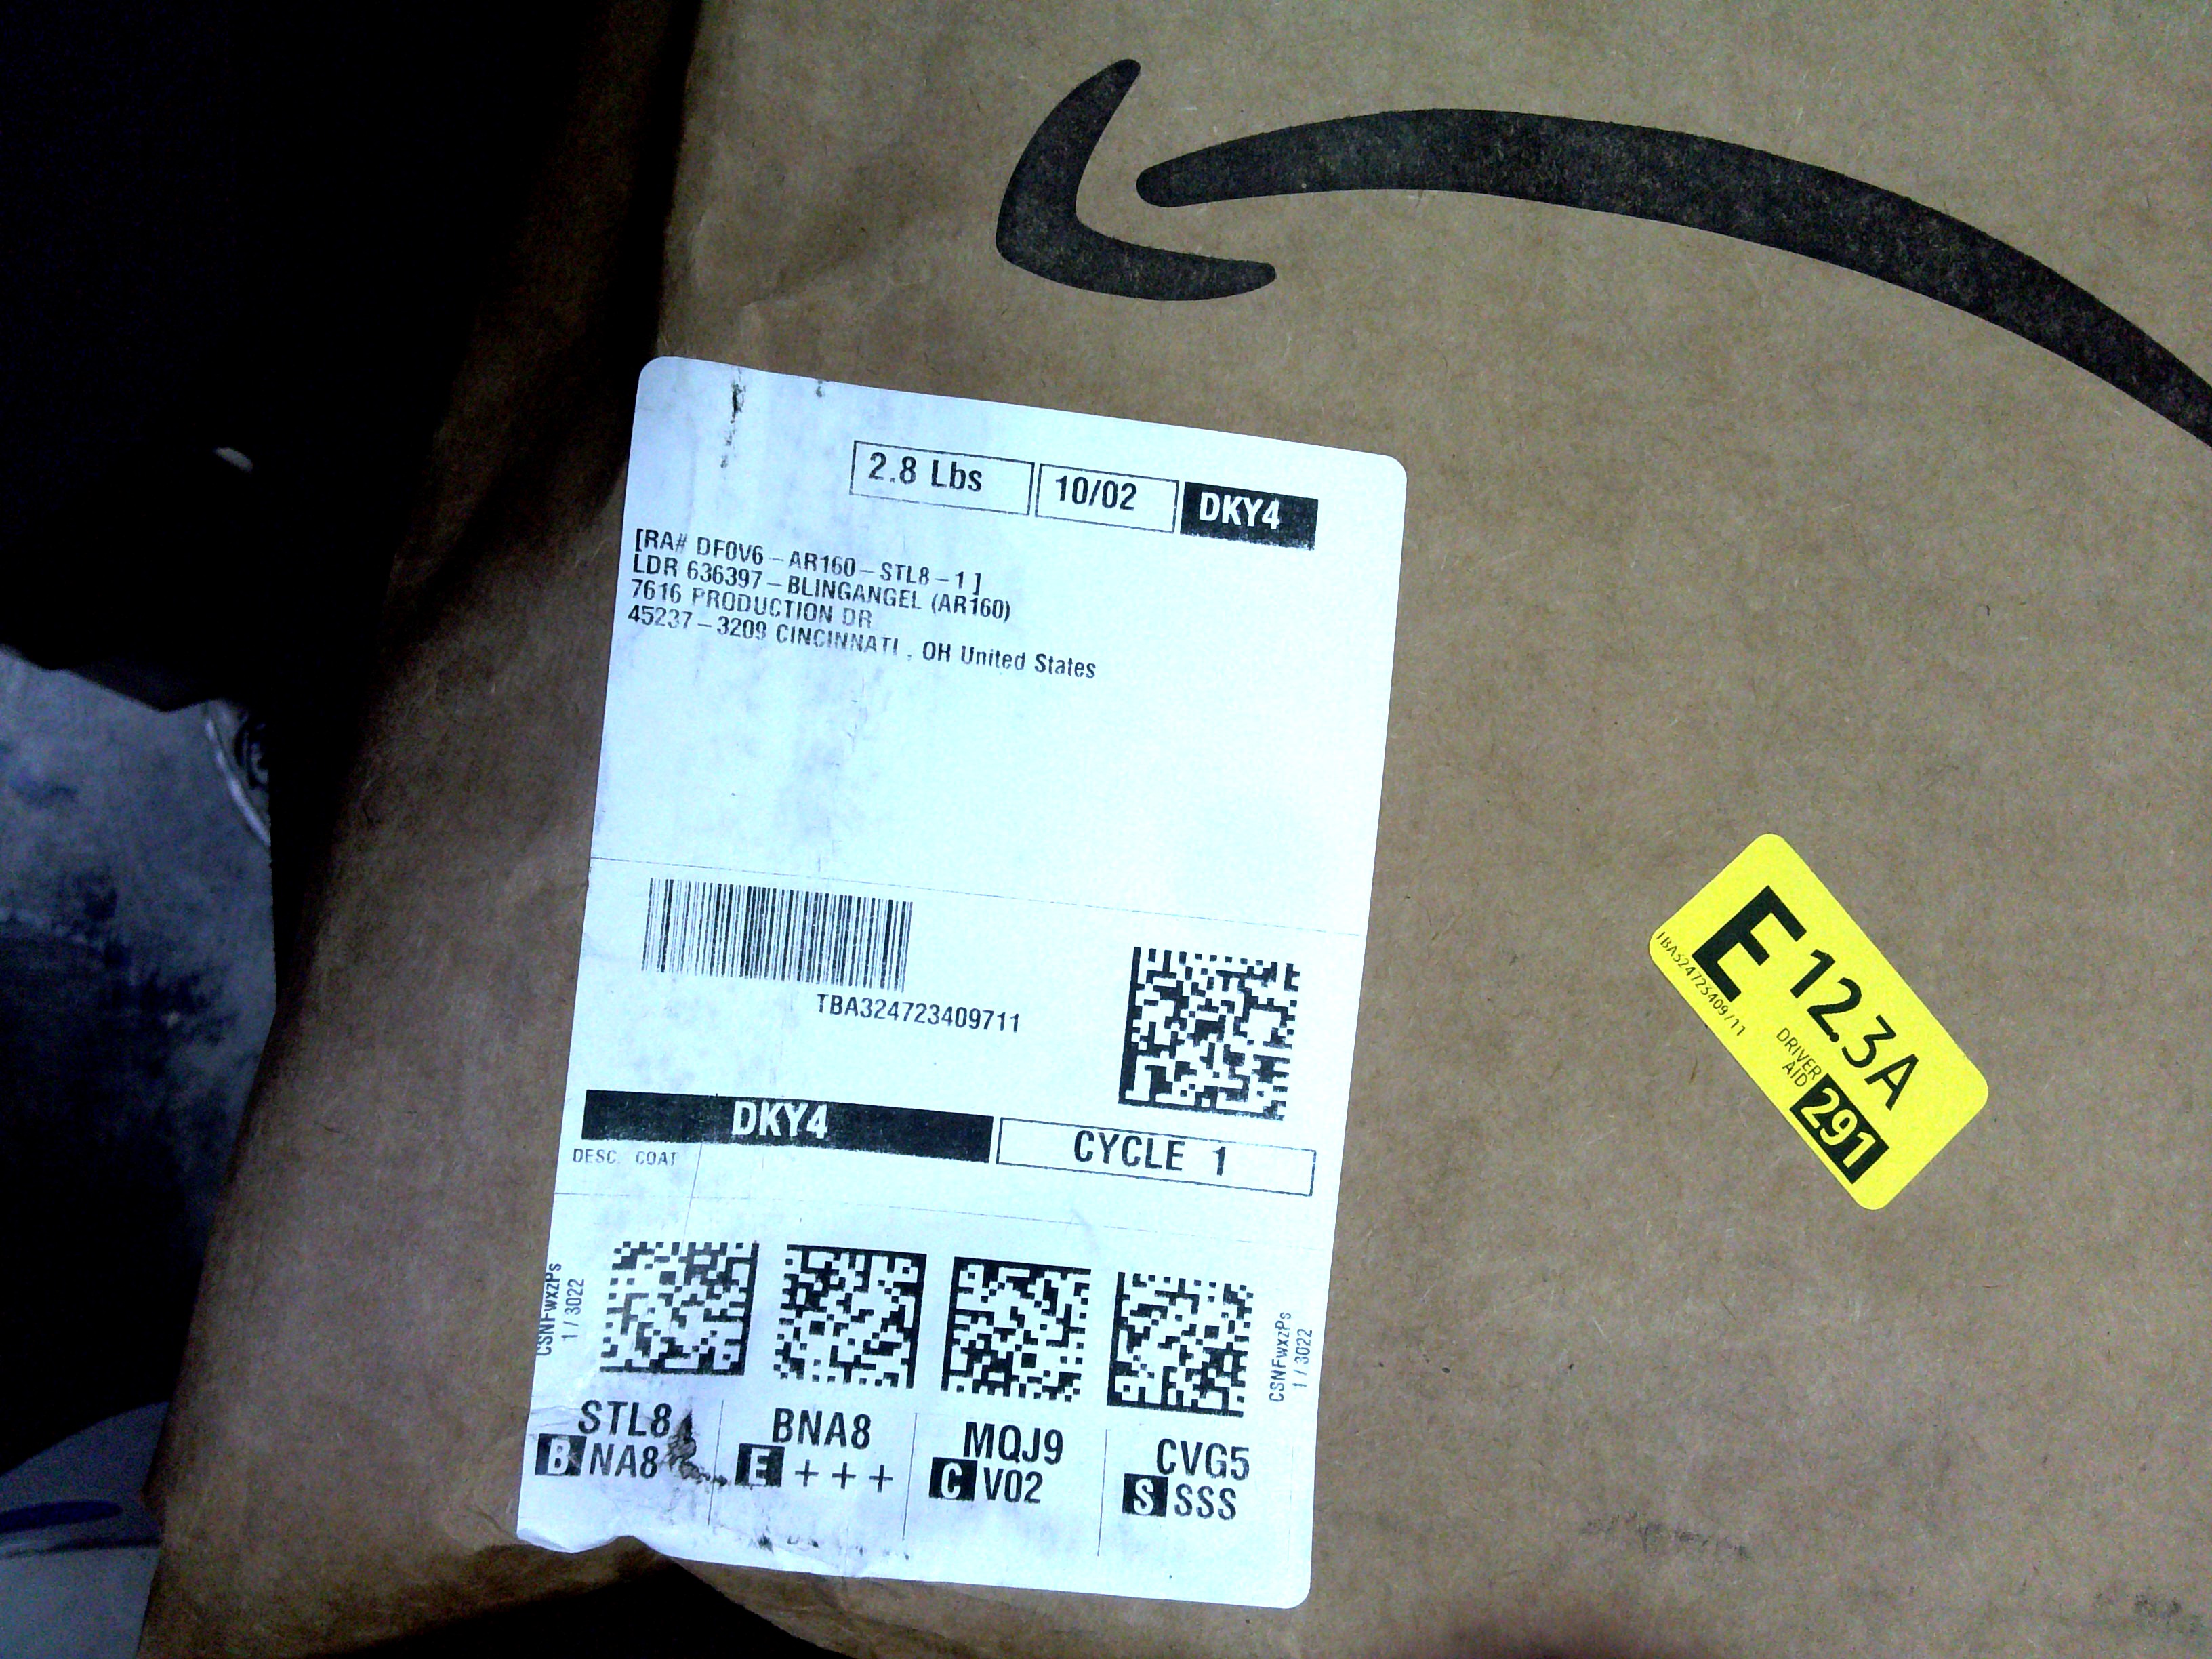 2.8 Lbs 10/02 DKY4
[RA# DF0V6-AR160-STL8-1 ]
LDR 636397-BLINGANGEL (AR160)
7616 PRODUCTION DR
45237-3209 CINCINNATI , OH United States
TBA324723409711
DKY4 CYCLE 1
DESC. COAT
CSNFwxzPs
1 / 3022
STL8 BNA8 MQJ9 CVG5
B NA8 E +++ C V02 S SSS
CSNFwxzPs
1 / 3022
E 12.3A
TBA324723409711
DRIVER
AID
291